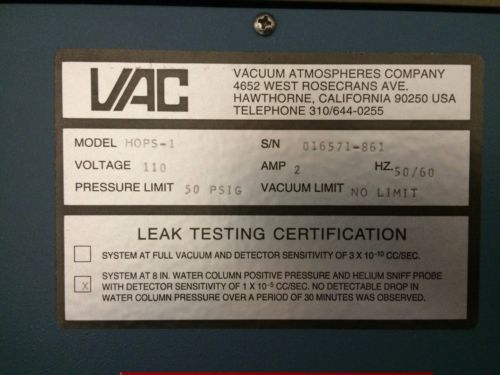 VAC
VACUUM ATMOSPHERES COMPANY
4652 WEST ROSECRANS AVE.
HAWTHORNE, CALIFORNIA 90250 USA
TELEPHONE 310/644-0255
MODEL HOPS-1 S/N 016571-861
VOLTAGE 110 AMP 2 HZ. 50/60
PRESSURE LIMIT 50 PSIG VACUUM LIMIT NO LIMIT
LEAK TESTING CERTIFICATION
SYSTEM AT FULL VACUUM AND DETECTOR SENSITIVITY OF 3 X 10⁻¹⁰ CC/SEC.
X SYSTEM AT 8 IN. WATER COLUMN POSITIVE PRESSURE AND HELIUM SNIFF PROBE
WITH DETECTOR SENSITIVITY OF 1 X 10⁻⁵ CC/SEC. NO DETECTABLE DROP IN
WATER COLUMN PRESSURE OVER A PERIOD OF 30 MINUTES WAS OBSERVED.